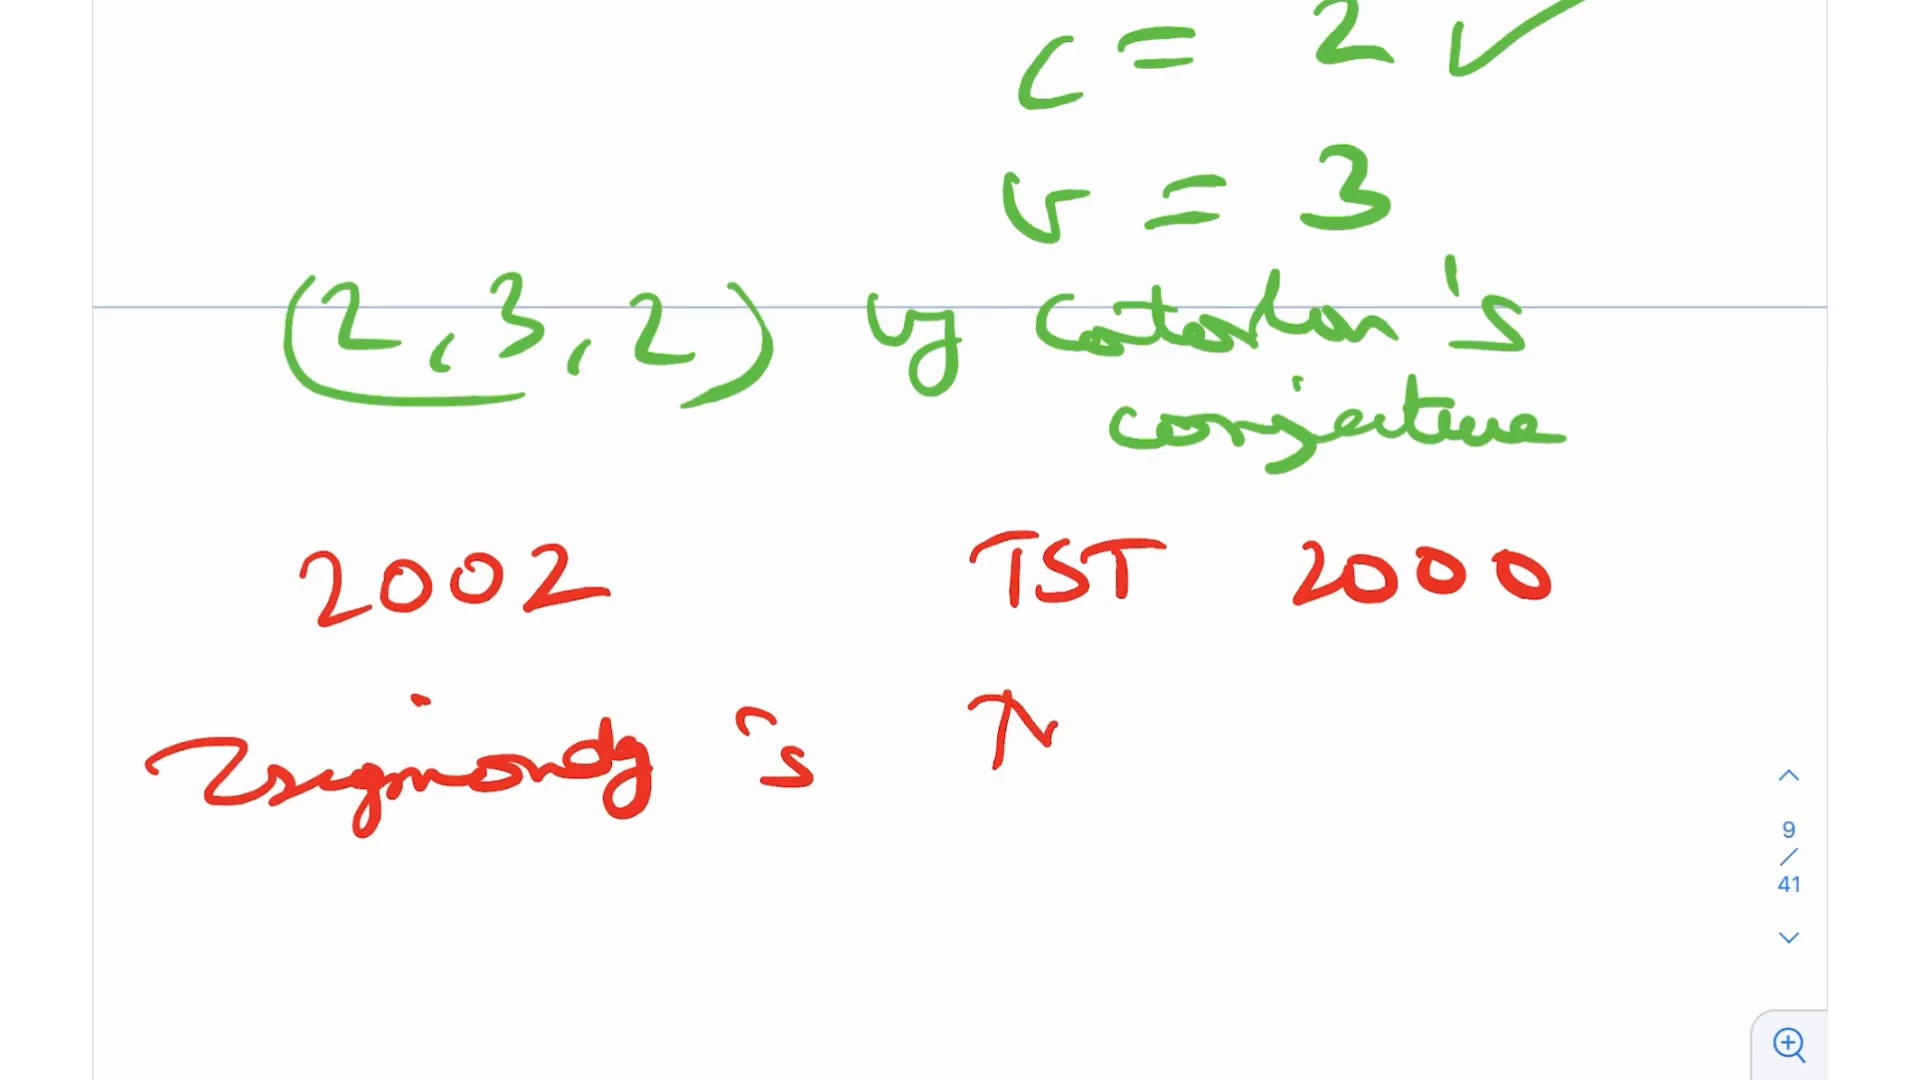 c = 2 ✓
v = 3
(2, 3, 2) by Catalan's
conjecture
2002 TST 2000
Zsigmondy's
9
/
41